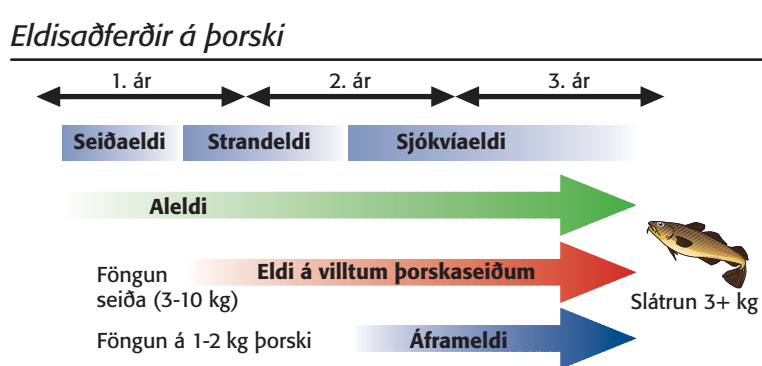 Eldisaðferðir á þorski
1. ár 2. ár 3. ár
Seiðaeldi Strandeldi Sjókvíaeldi
Aleldi
Föngun
seiða (3-10 kg)
Eldi á villtum þorskaseiðum
Slátrun 3+ kg
Föngun á 1-2 kg þorski
Áframeldi